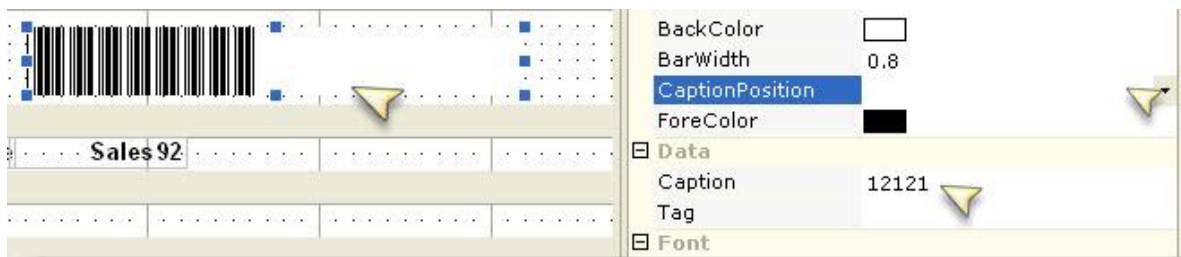 BackColor
BarWidth 0.8
CaptionPosition
ForeColor
Sales 92
Data
Caption 12121
Tag
Font